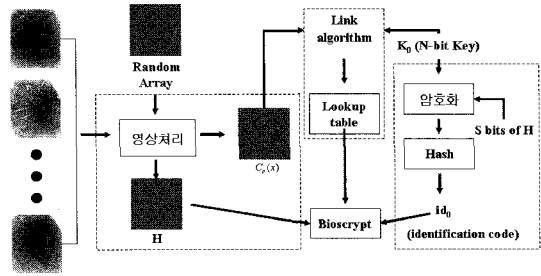 Random
Array
영상처리
H
C_e(x)
Link
algorithm
Lookup
table
Bioscrypt
K₀ (N-bit Key)
암호화
S bits of H
Hash
id₀
(identification code)